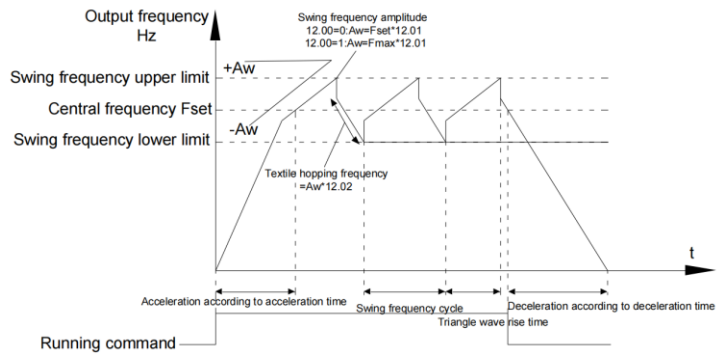 Output frequency
Hz
Swing frequency amplitude
12.00=0:Aw=Fset*12.01
12.00=1:Aw=Fmax*12.01
+Aw
Swing frequency upper limit
Central frequency Fset
-Aw
Swing frequency lower limit
Textile hopping frequency
=Aw*12.02
t
Acceleration according to acceleration time
Swing frequency cycle
Deceleration according to deceleration time
Triangle wave rise time
Running command